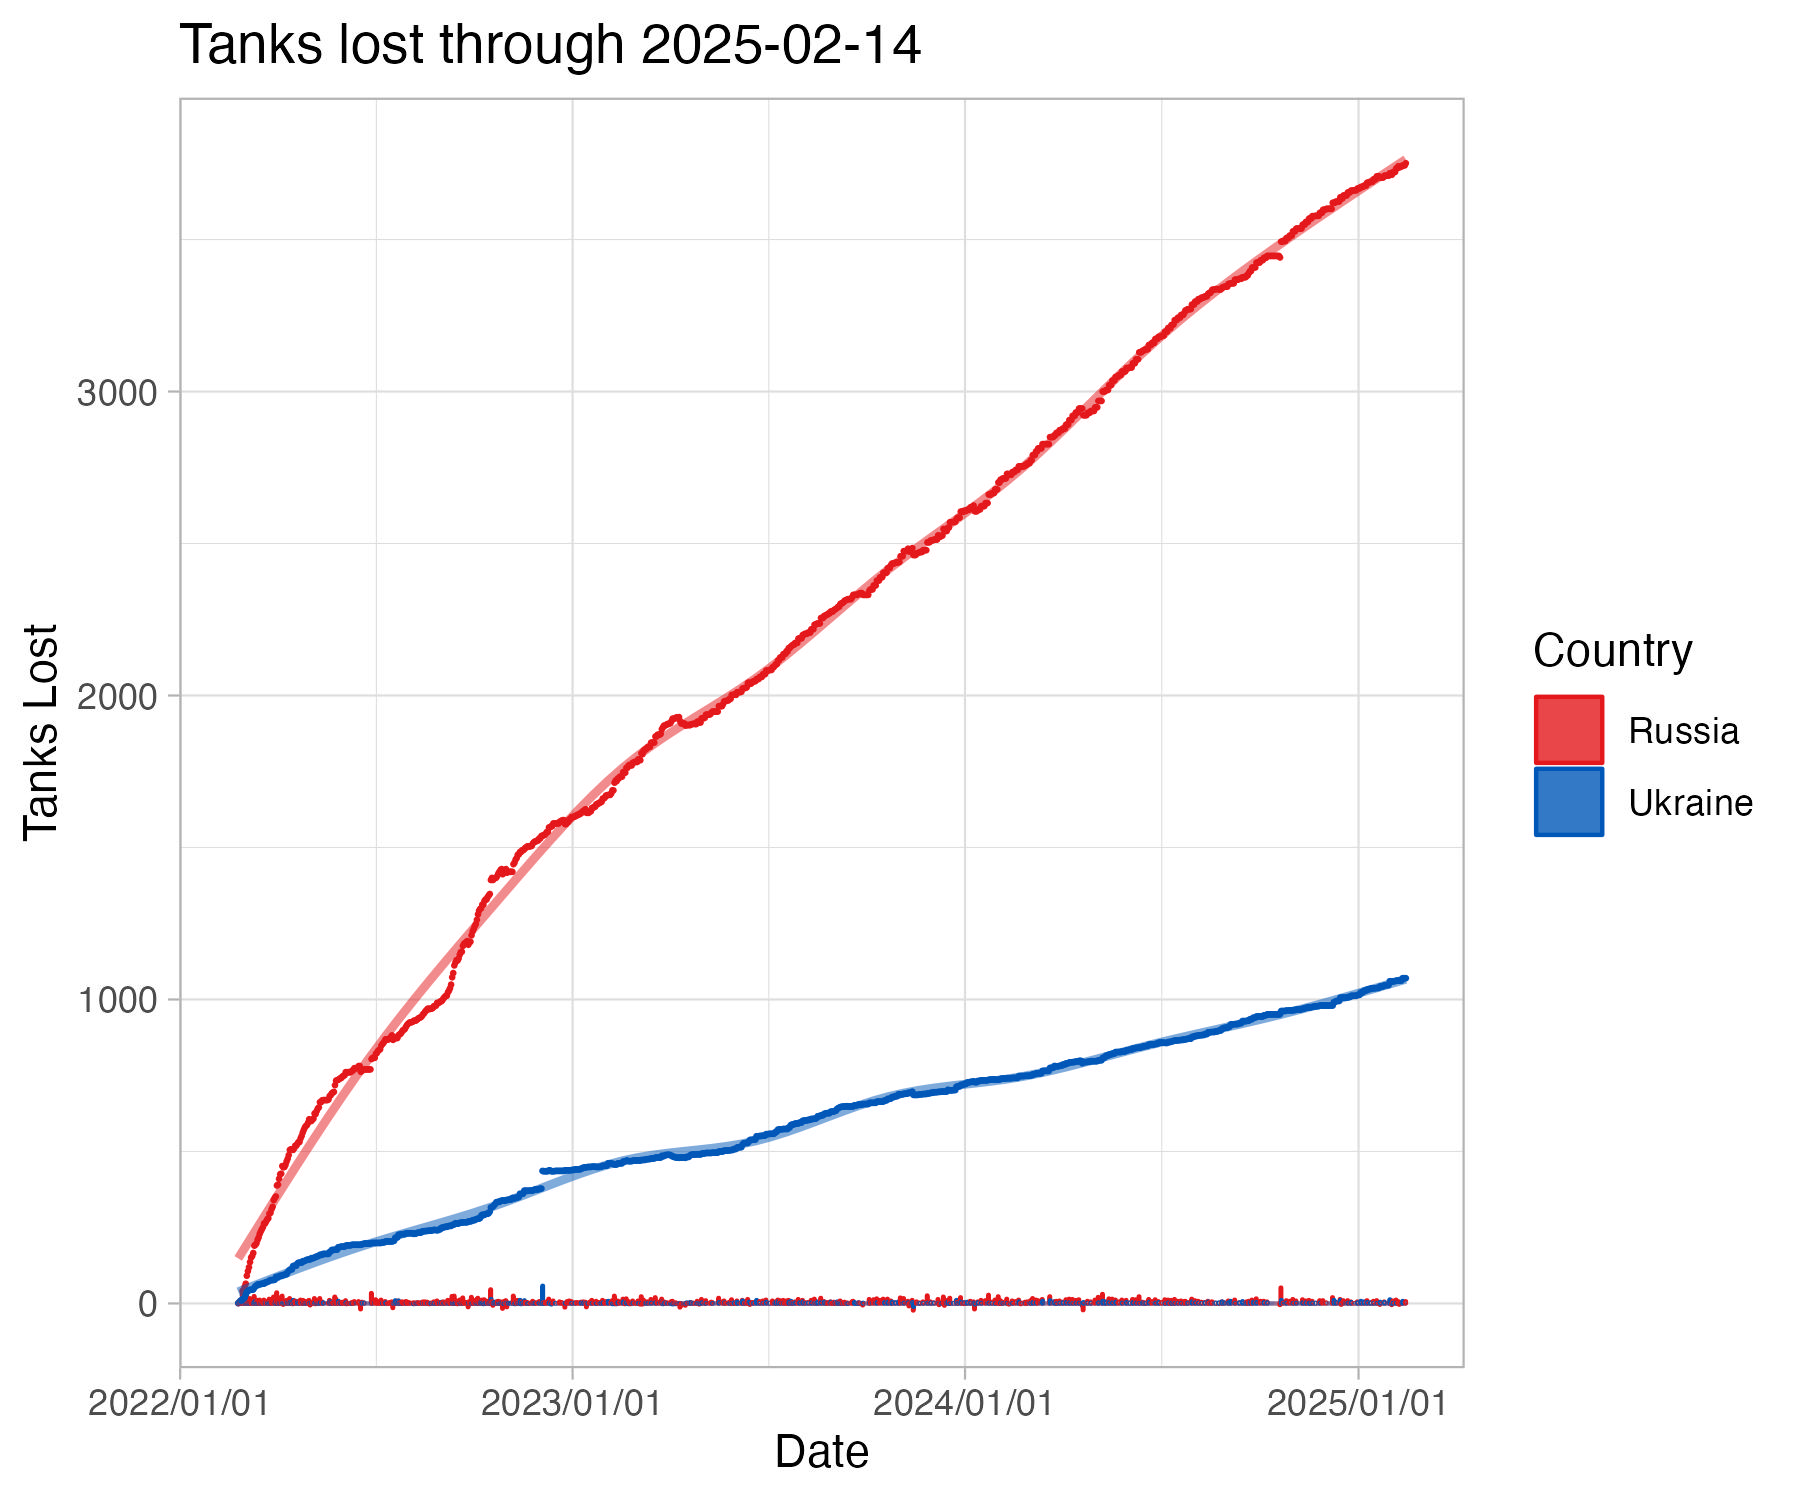 Tanks lost through 2025-02-14
Tanks Lost
3000
2000
1000
0
2022/01/01
2023/01/01
2024/01/01
2025/01/01
Date
Country
Russia
Ukraine